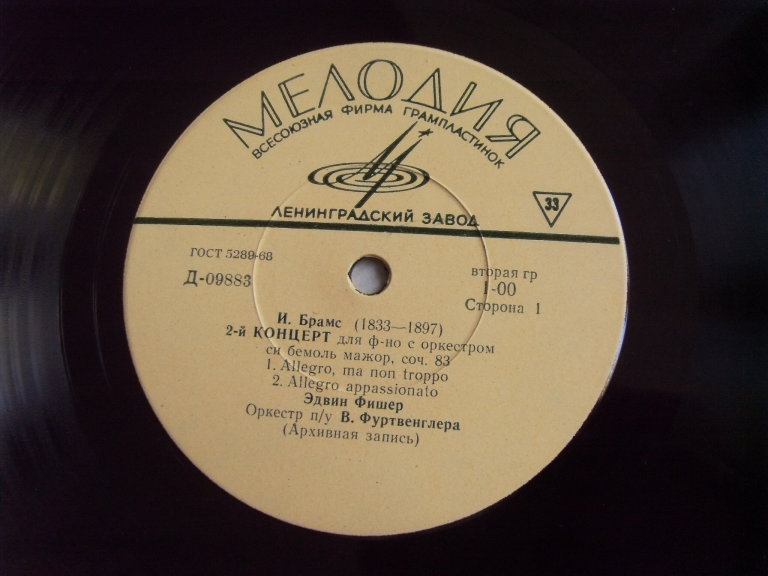 МЕЛОДИЯ
ВСЕСОЮЗНАЯ ФИРМА ГРАМПЛАСТИНОК
ЛЕНИНГРАДСКИЙ ЗАВОД
33
ГОСТ 5289-68
Д-09883
вторая гр
1-00
Сторона 1
И. Брамс (1833—1897)
2-й КОНЦЕРТ для ф-но с оркестром
си бемоль мажор, соч. 83
1. Allegro, ma non troppo
2. Allegro appassionato
Эдвин Фишер
Оркестр п/у В. Фуртвенглера
(Архивная запись)